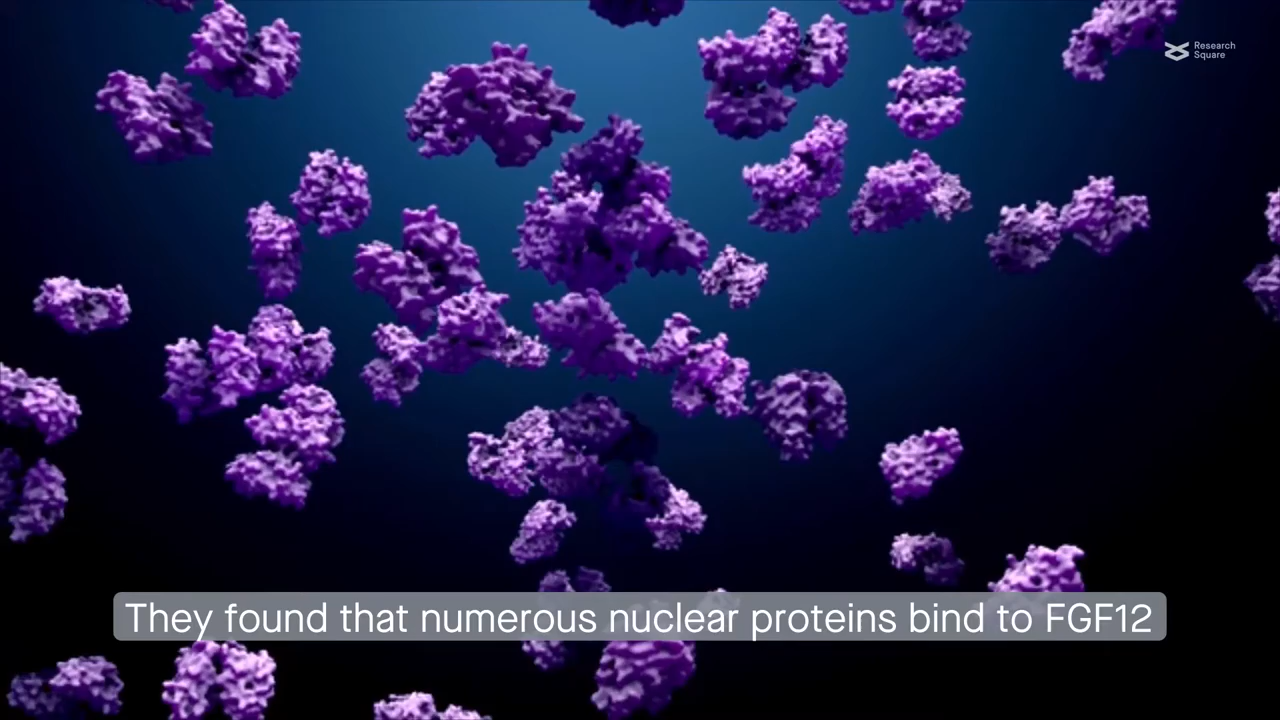 Research
Square
They found that numerous nuclear proteins bind to FGF12